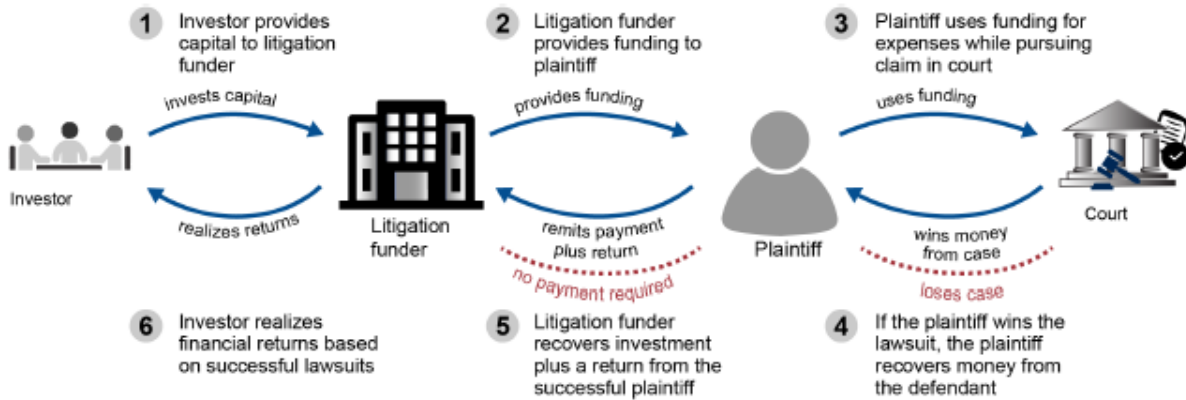 1 Investor provides
capital to litigation
funder
2 Litigation funder
provides funding to
plaintiff
3 Plaintiff uses funding for
expenses while pursuing
claim in court
invests capital
provides funding
uses funding
Investor
Litigation
funder
Plaintiff
Court
realizes returns
remits payment
plus return
no payment required
wins money
from case
loses case
6 Investor realizes
financial returns based
on successful lawsuits
5 Litigation funder
recovers investment
plus a return from the
successful plaintiff
4 If the plaintiff wins the
lawsuit, the plaintiff
recovers money from
the defendant